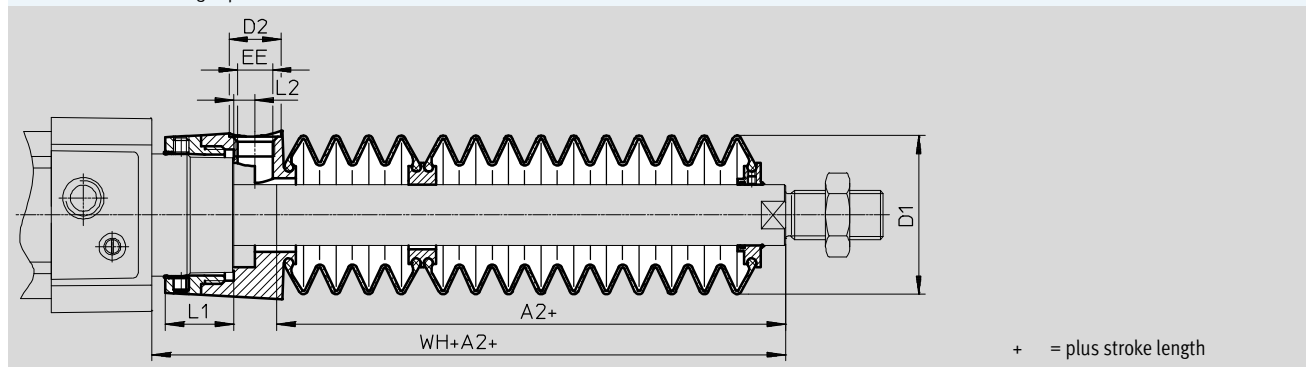 D2
EE
L2
D1
L1
A2+
WH+A2+
+ = plus stroke length